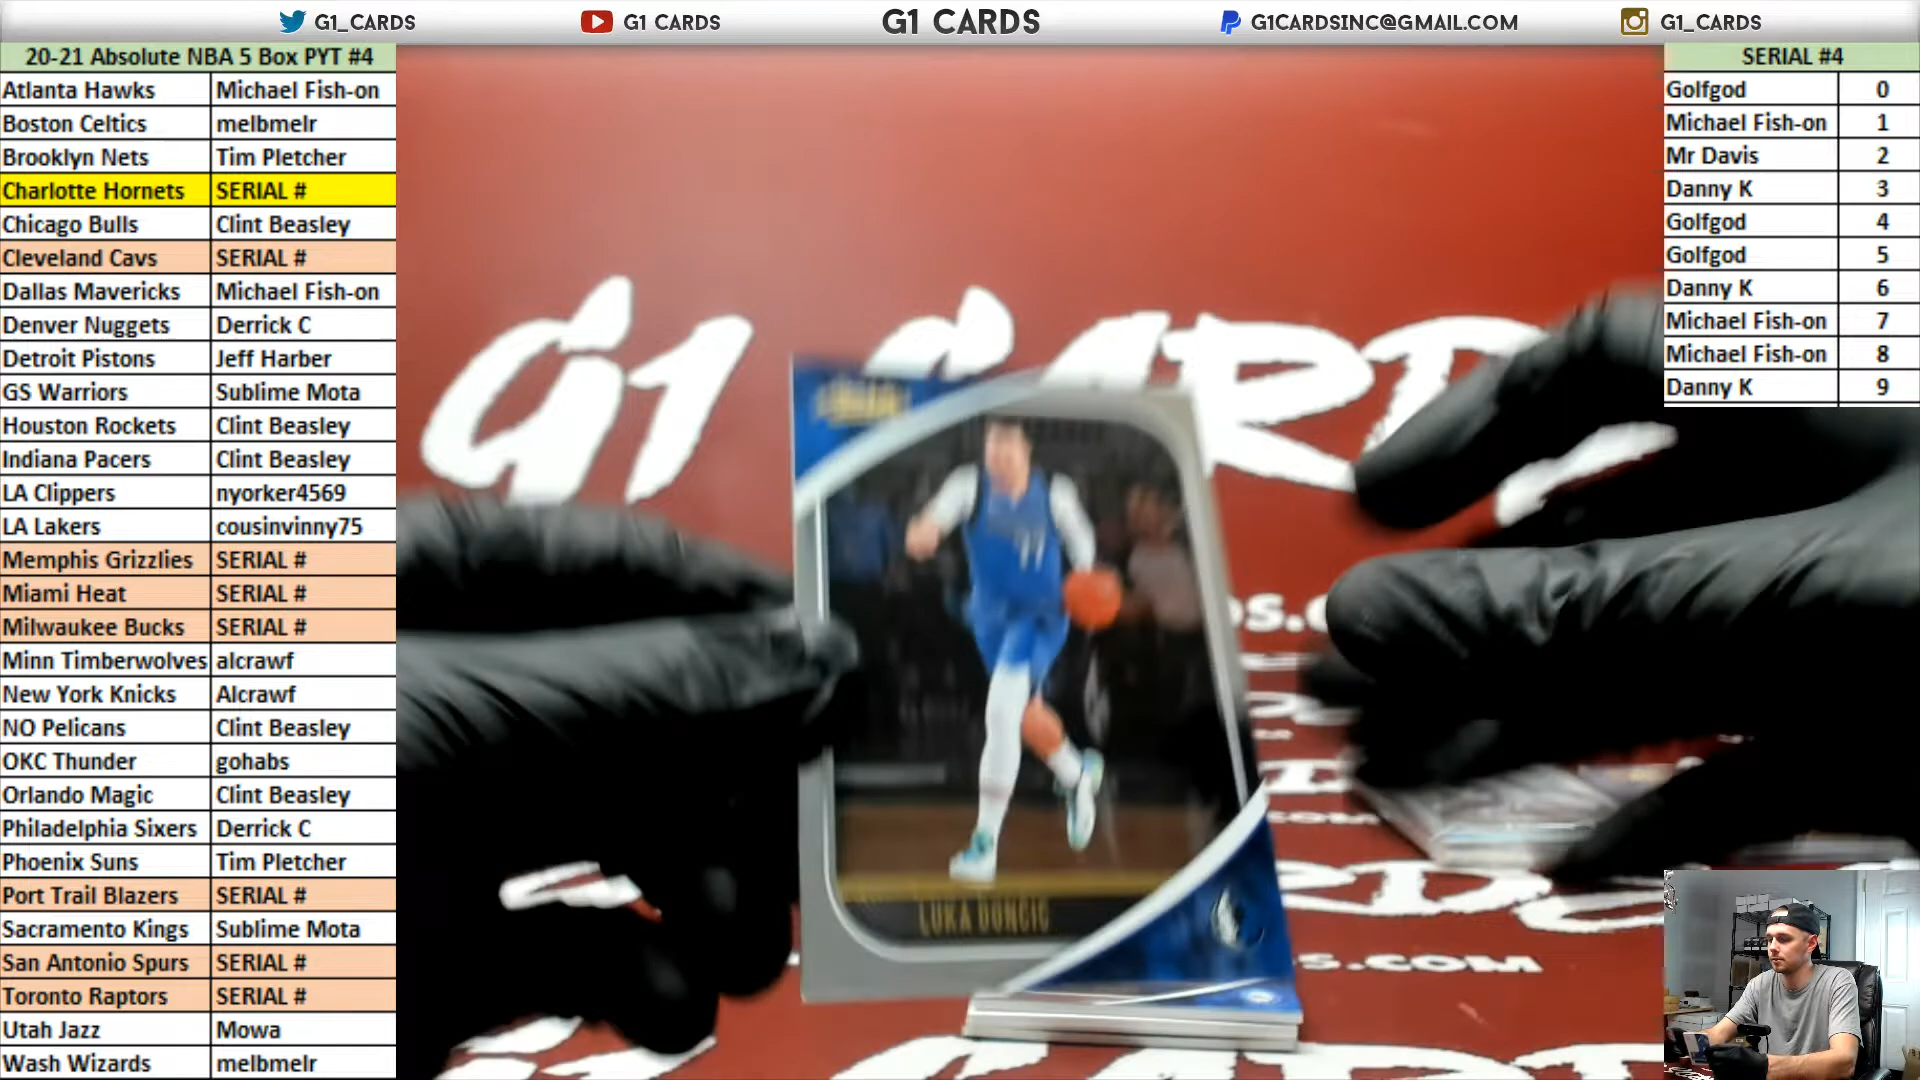 G1_CARDS
G1 CARDS
G1 CARDS
G1CARDSINC@GMAIL.COM
G1_CARDS
20-21 Absolute NBA 5 Box PYT #4
Atlanta Hawks Michael Fish-on
Boston Celtics melbmelr
Brooklyn Nets Tim Pletcher
Charlotte Hornets SERIAL #
Chicago Bulls Clint Beasley
Cleveland Cavs SERIAL #
Dallas Mavericks Michael Fish-on
Denver Nuggets Derrick C
Detroit Pistons Jeff Harber
GS Warriors Sublime Mota
Houston Rockets Clint Beasley
Indiana Pacers Clint Beasley
LA Clippers nyorker4569
LA Lakers cousinvinny75
Memphis Grizzlies SERIAL #
Miami Heat SERIAL #
Milwaukee Bucks SERIAL #
Minn Timberwolves alcrawf
New York Knicks Alcrawf
NO Pelicans Clint Beasley
OKC Thunder gohabs
Orlando Magic Clint Beasley
Philadelphia Sixers Derrick C
Phoenix Suns Tim Pletcher
Port Trail Blazers SERIAL #
Sacramento Kings Sublime Mota
San Antonio Spurs SERIAL #
Toronto Raptors SERIAL #
Utah Jazz Mowa
Wash Wizards melbmelr
SERIAL #4
Golfgod 0
Michael Fish-on 1
Mr Davis 2
Danny K 3
Golfgod 4
Golfgod 5
Danny K 6
Michael Fish-on 7
Michael Fish-on 8
Danny K 9
G1
LUKA DONCIC
S.COM